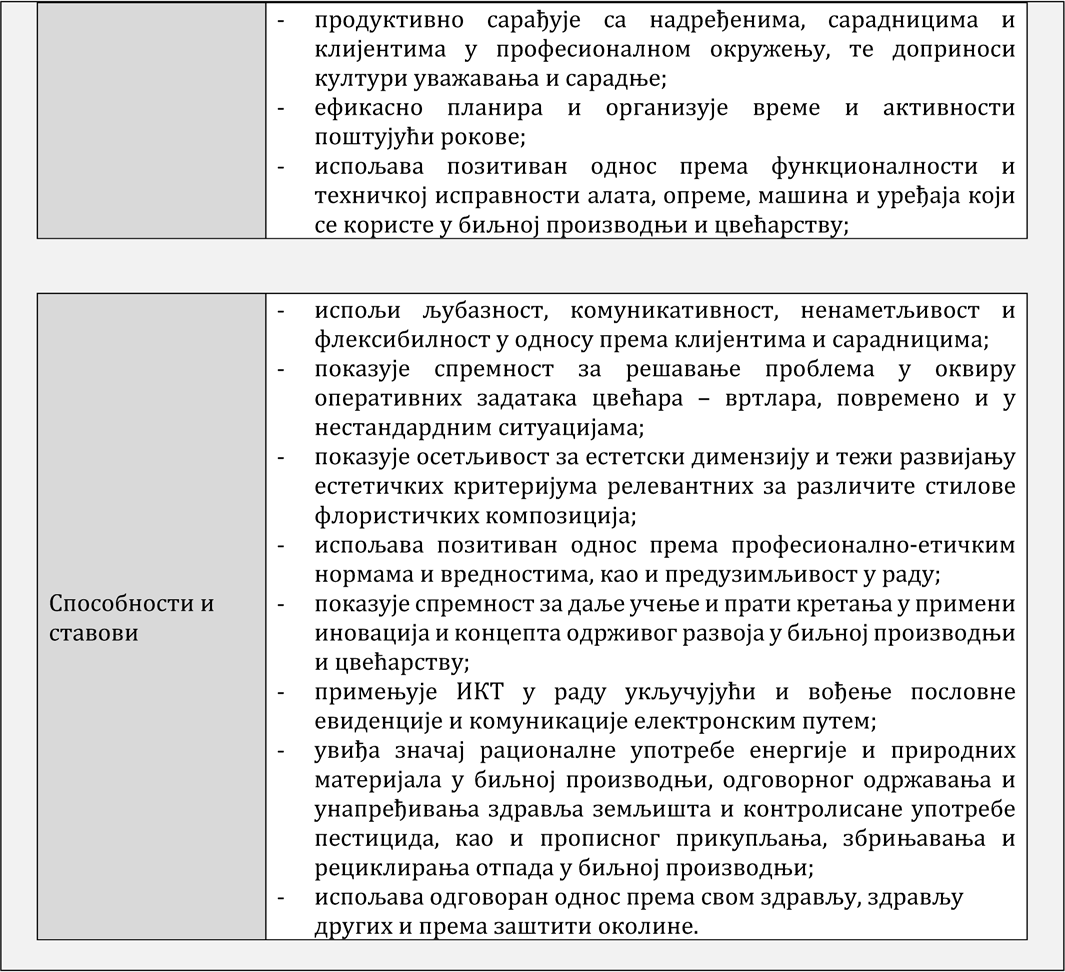 - продуктивно сарађује са надређенима, сарадницима и
клијентима у професионалном окружењу, те доприноси
култури уважавања и сарадње;
- ефикасно планира и организује време и активности
поштујући рокове;
- испољава позитиван однос према функционалности и
техничкој исправности алата, опреме, машина и уређаја који
се користе у биљној производњи и цвећарству;
Способности и
ставови
- испољи љубазност, комуникативност, ненаметљивост и
флексибилност у односу према клијентима и сарадницима;
- показује спремност за решавање проблема у оквиру
оперативних задатака цвећара – вртлара, повремено и у
нестандардним ситуацијама;
- показује осетљивост за естетски димензију и тежи развијању
естетичких критеријума релевантних за различите стилове
флористичких композиција;
- испољава позитиван однос према професионално-етичким
нормама и вредностима, као и предузимљивост у раду;
- показује спремност за даље учење и прати кретања у примени
иновација и концепта одрживог развоја у биљној производњи
и цвећарству;
- примењује ИКТ у раду укључујући и вођење пословне
евиденције и комуникације електронским путем;
- увиђа значај рационалне употребе енергије и природних
материјала у биљној производњи, одговорног одржавања и
унапређивања здравља земљишта и контролисане употребе
пестицида, као и прописног прикупљања, збрињавања и
рециклирања отпада у биљној производњи;
- испољава одговоран однос према свом здрављу, здрављу
других и према заштити околине.